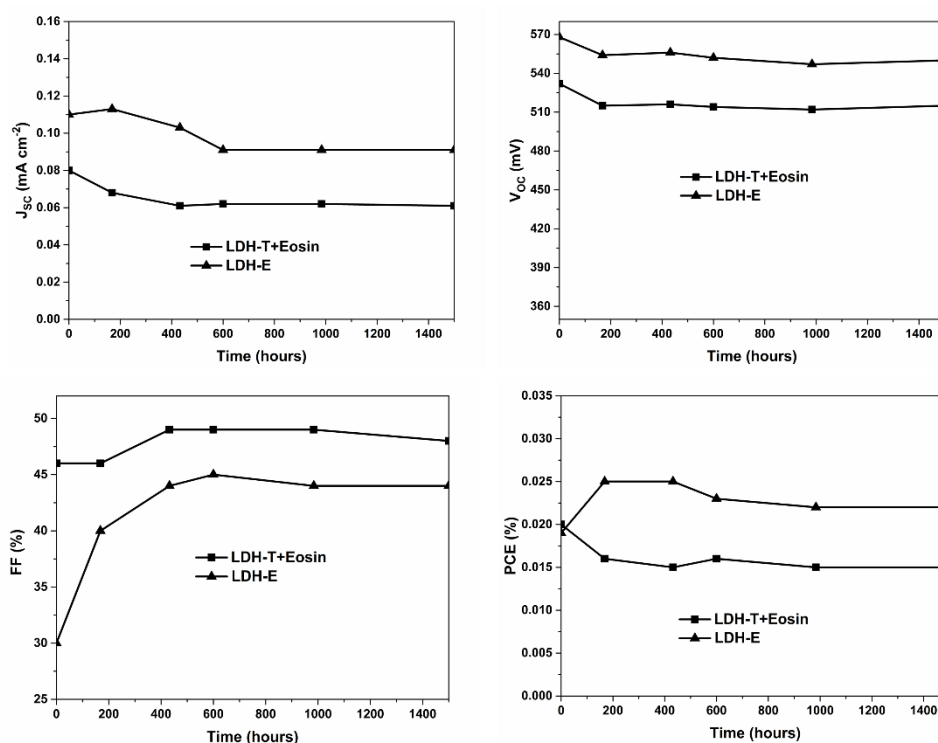 0.16
0.14
0.12
0.10
0.08
0.06
0.04
0.02
0.00
J_SC (mA cm^-2)
LDH-T+Eosin
LDH-E
0 200 400 600 800 1000 1200 1400
Time (hours)
570
540
510
480
450
420
390
360
V_OC (mV)
LDH-T+Eosin
LDH-E
0 200 400 600 800 1000 1200 1400
Time (hours)
50
45
40
35
30
25
FF (%)
LDH-T+Eosin
LDH-E
0 200 400 600 800 1000 1200 1400
Time (hours)
0.035
0.030
0.025
0.020
0.015
0.010
0.005
0.000
PCE (%)
LDH-T+Eosin
LDH-E
0 200 400 600 800 1000 1200 1400
Time (hours)